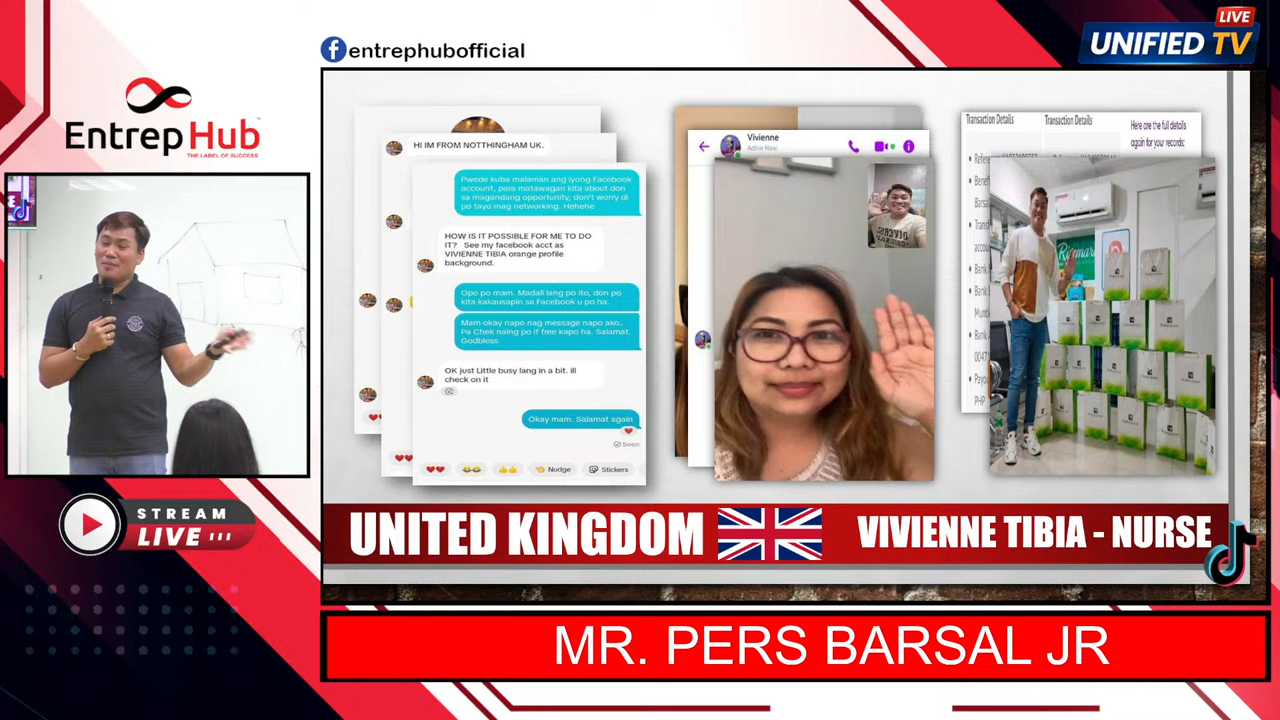 LIVE
UNIFIED TV
entrephubofficial
EntrepHub
THE LABEL OF SUCCESS
HI IM FROM NOTTHINGHAM UK.
Pwede kuba malaman ang iyong Facebook
account, para matawagan kita about don
sa magandang opportunity, don't worry di
po tayo mag networking. Hehehe
HOW IS IT POSSIBLE FOR ME TO DO
IT? See my facebook acct as
VIVIENNE TIBIA orange profile
background.
Opo po mam. Madali lang po ito, don po
kita kakausapin sa Facebook u po ha.
Mam okay napo nag message napo ako..
Pa Chek naing po if free kapo ha. Salamat.
Godbless
OK just Little busy lang in a bit. ill
check on it
Okay mam. Salamat again
Seen
Nudge
Stickers
Vivienne
Active Now
Transaction Details
Transaction Details
Here are the full details
again for your records:
STREAM
LIVE
UNITED KINGDOM
VIVIENNE TIBIA - NURSE
MR. PERS BARSAL JR